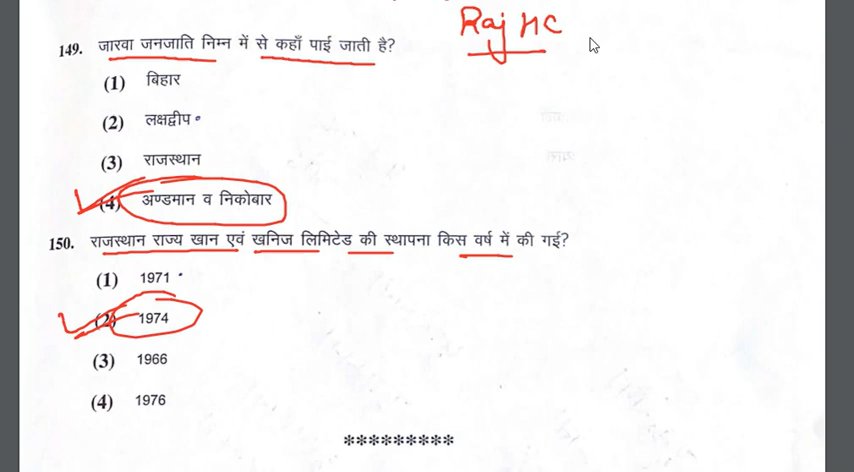 Raj HC
149. जारवा जनजाति निम्न में से कहाँ पाई जाती है?
(1) बिहार
(2) लक्षद्वीप
(3) राजस्थान
(4) अण्डमान व निकोबार
150. राजस्थान राज्य खान एवं खनिज लिमिटेड की स्थापना किस वर्ष में की गई?
(1) 1971
(2) 1974
(3) 1966
(4) 1976
*********